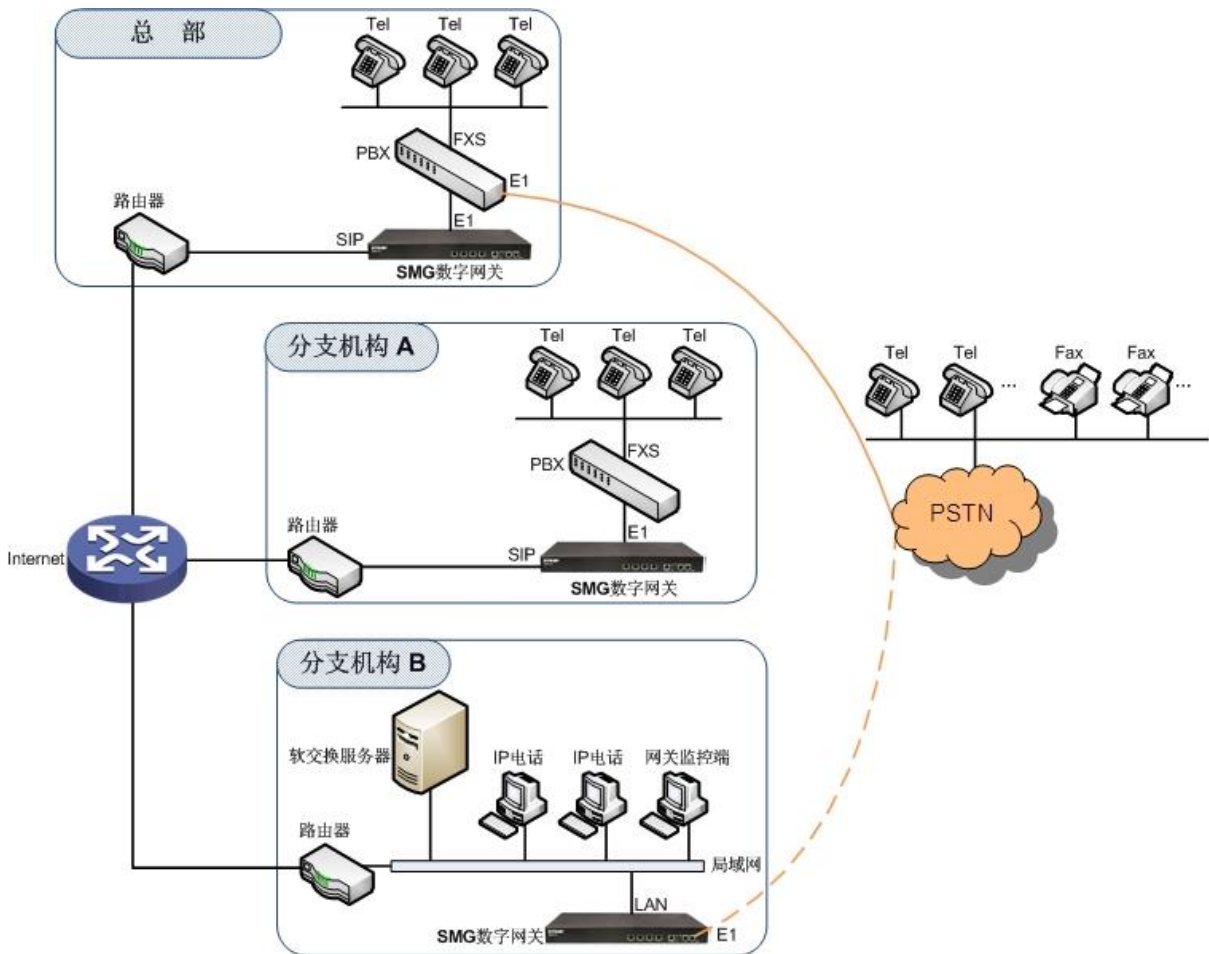 总 部
Tel Tel Tel
FXS
PBX
E1
E1
路由器
SIP
SMG数字网关
分支机构 A
Tel Tel Tel
FXS
PBX
E1
路由器
SIP
SMG数字网关
Internet
Tel Tel ... Fax Fax ...
PSTN
分支机构 B
软交换服务器
IP电话 IP电话 网关监控端
路由器
局域网
LAN
SMG数字网关
E1